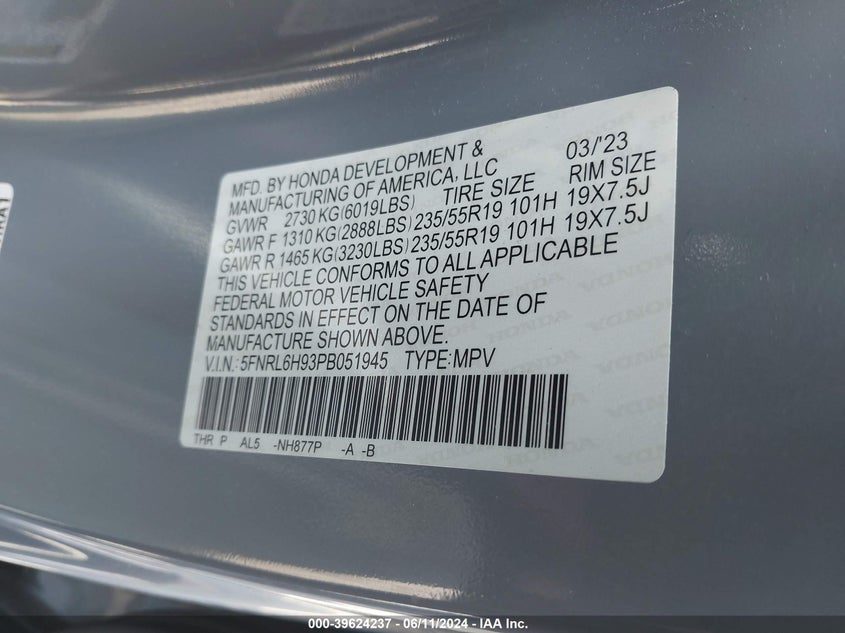 MFD. BY HONDA DEVELOPMENT & 03/'23
MANUFACTURING OF AMERICA, LLC
GVWR 2730 KG(6019LBS) TIRE SIZE RIM SIZE
GAWR F 1310 KG(2888LBS) 235/55R19 101H 19X7.5J
GAWR R 1465 KG(3230LBS) 235/55R19 101H 19X7.5J
THIS VEHICLE CONFORMS TO ALL APPLICABLE
FEDERAL MOTOR VEHICLE SAFETY
STANDARDS IN EFFECT ON THE DATE OF
MANUFACTURE SHOWN ABOVE.
V.I.N.: 5FNRL6H93PB051945 TYPE:MPV
THR P AL5 -NH877P -A -B
HONDA
000-39624237 - 06/11/2024 - IAA Inc.